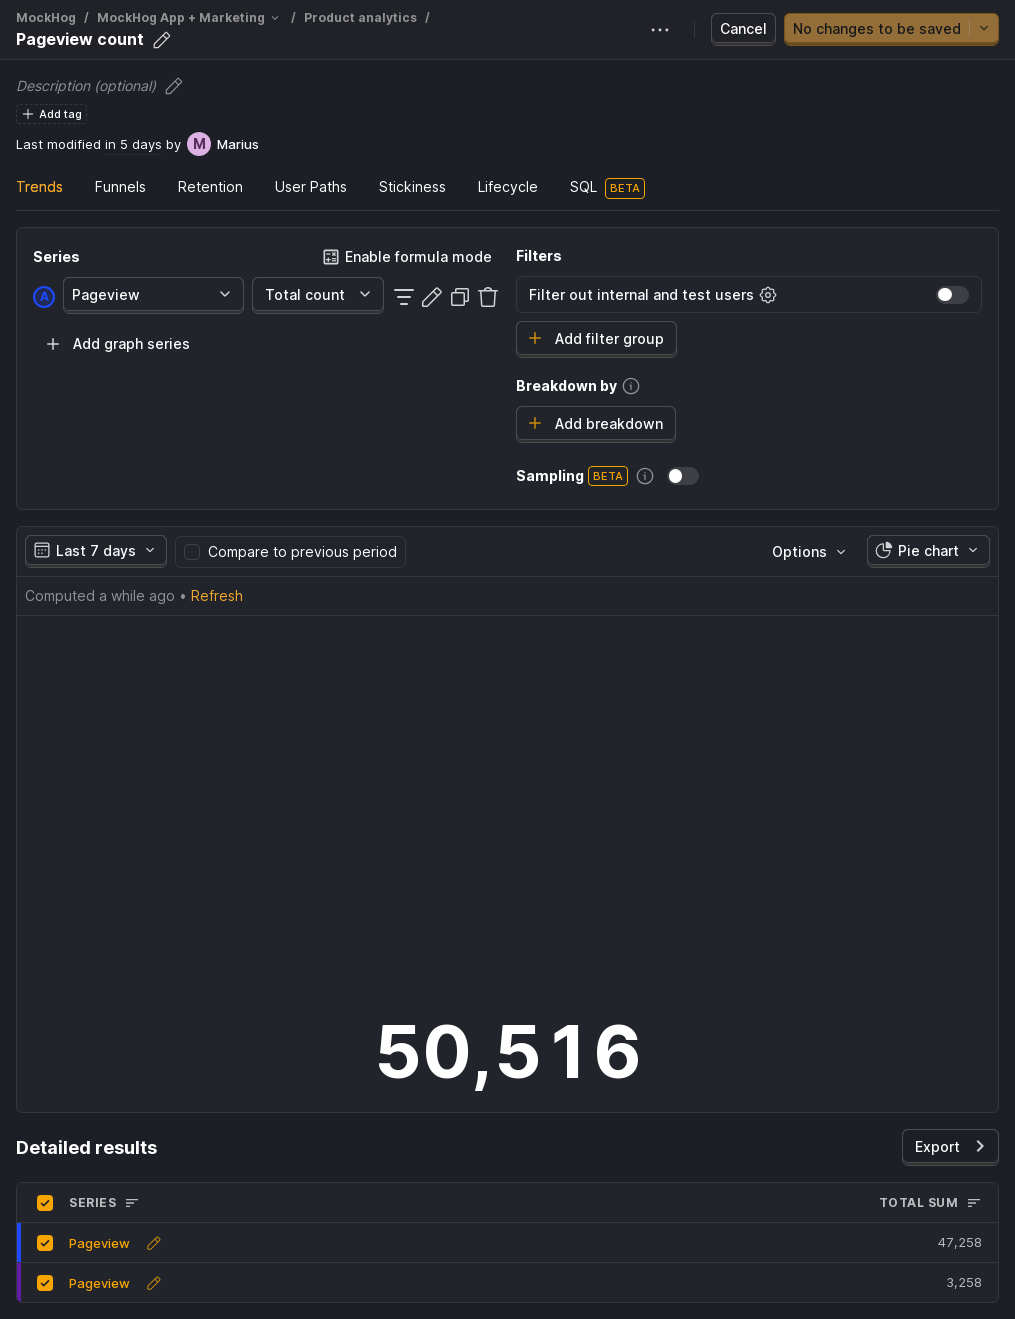 MockHog / MockHog App + Marketing / Product analytics /
Pageview count
Cancel
No changes to be saved
Description (optional)
Add tag
Last modified in 5 days by M Marius
Trends Funnels Retention User Paths Stickiness Lifecycle SQL BETA
Series
Enable formula mode
A Pageview Total count
Add graph series
Filters
Filter out internal and test users
Add filter group
Breakdown by
Add breakdown
Sampling BETA
Last 7 days Compare to previous period Options Pie chart
Computed a while ago • Refresh
50,516
Detailed results Export
SERIES TOTAL SUM
Pageview 47,258
Pageview 3,258